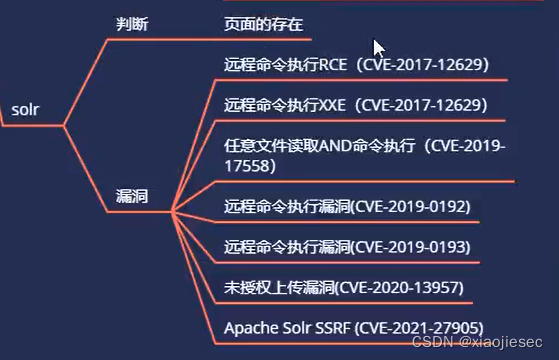 判断
页面的存在
远程命令执行RCE（CVE-2017-12629）
远程命令执行XXE（CVE-2017-12629）
solr
任意文件读取AND命令执行（CVE-2019-
17558）
漏洞
远程命令执行漏洞(CVE-2019-0192)
远程命令执行漏洞(CVE-2019-0193)
未授权上传漏洞(CVE-2020-13957)
Apache Solr SSRF (CVE-2021-27905)
CSDN @xiaojiesec